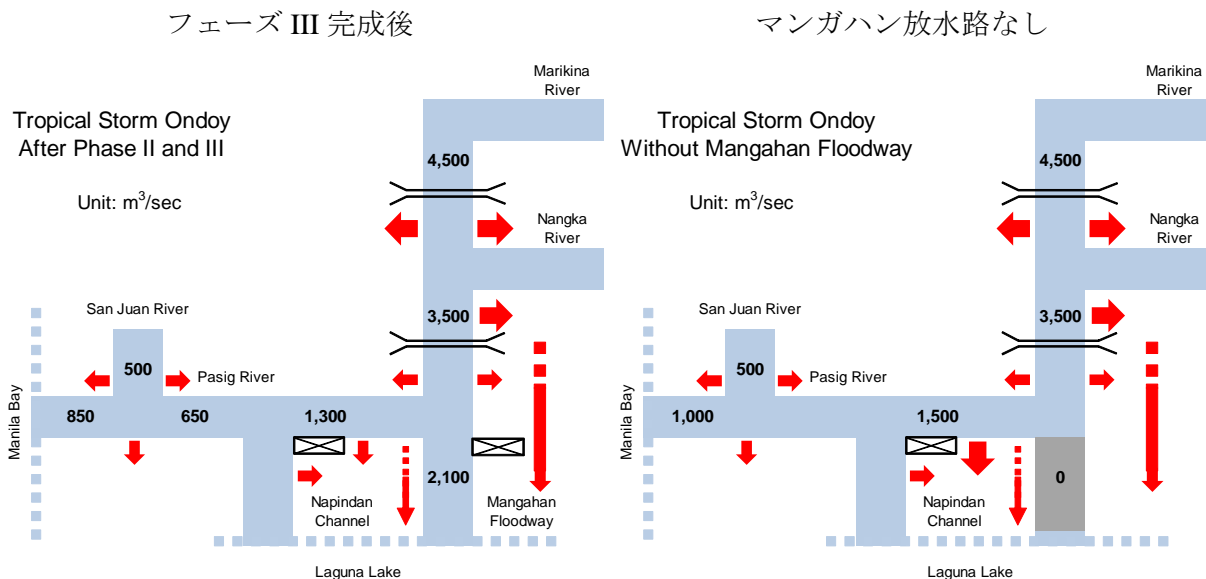 フェーズ III 完成後
Marikina
River
Tropical Storm Ondoy
After Phase II and III
4,500
Unit: m³/sec
Nangka
River
San Juan River
3,500
500
Pasig River
Manila Bay
850
650
1,300
2,100
Napindan
Channel
Mangahan
Floodway
Laguna Lake
マンガハン放水路なし
Marikina
River
Tropical Storm Ondoy
Without Mangahan Floodway
4,500
Unit: m³/sec
Nangka
River
San Juan River
3,500
500
Pasig River
Manila Bay
1,000
1,500
0
Napindan
Channel
Mangahan
Floodway
Laguna Lake